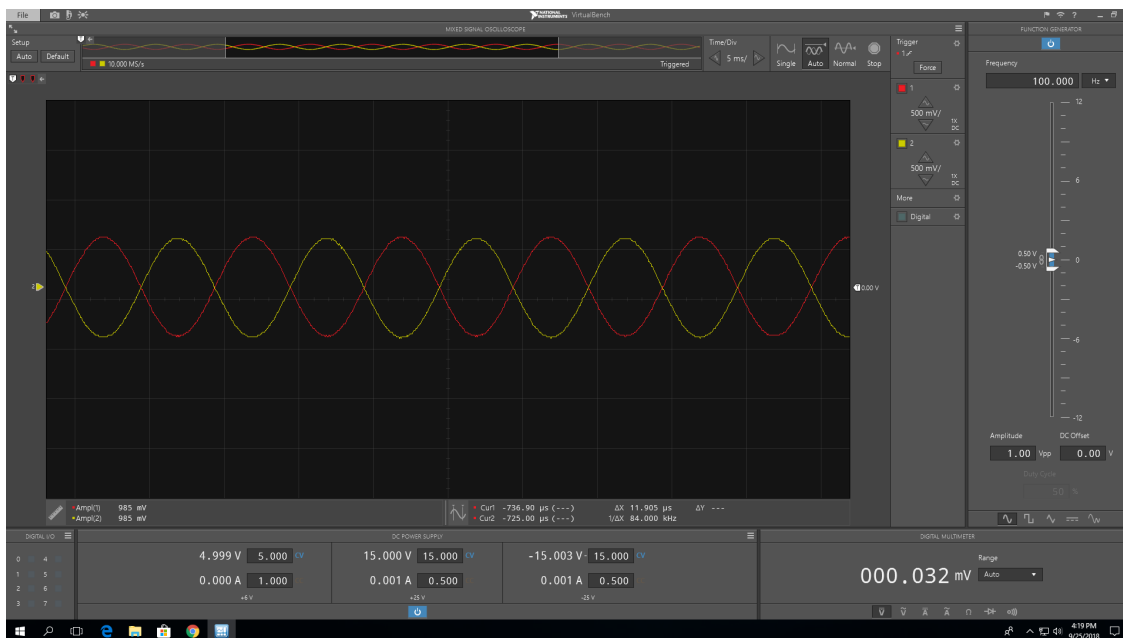 File
NATIONAL INSTRUMENTS VirtualBench
?
MIXED SIGNAL OSCILLOSCOPE
FUNCTION GENERATOR
Setup
Auto Default
10.000 MS/s
Triggered
Time/Div
5 ms/
Single Auto Normal Stop
Trigger
1
Force
1
500 mV/
1X
DC
2
500 mV/
1X
DC
More
Digital
T
2
T 0.00 V
Frequency
100.000 Hz
12
6
0.50 V
-0.50 V
0
-6
-12
Amplitude DC Offset
1.00 Vpp 0.00 V
Duty Cycle
50 %
Ampl(1) 985 mV
Ampl(2) 985 mV
Cur1 -736.90 µs (---) ΔX 11.905 µs ΔY ---
Cur2 -725.00 µs (---) 1/ΔX 84.000 kHz
DIGITAL I/O
0 4
1 5
2 6
3 7
DC POWER SUPPLY
4.999 V 5.000 CV
0.000 A 1.000
+6 V
15.000 V 15.000 CV
0.001 A 0.500
+25 V
-15.003 V - 15.000 CV
0.001 A 0.500
-25 V
DIGITAL MULTIMETER
000.032 mV
Range
Auto
4:19 PM
9/25/2018